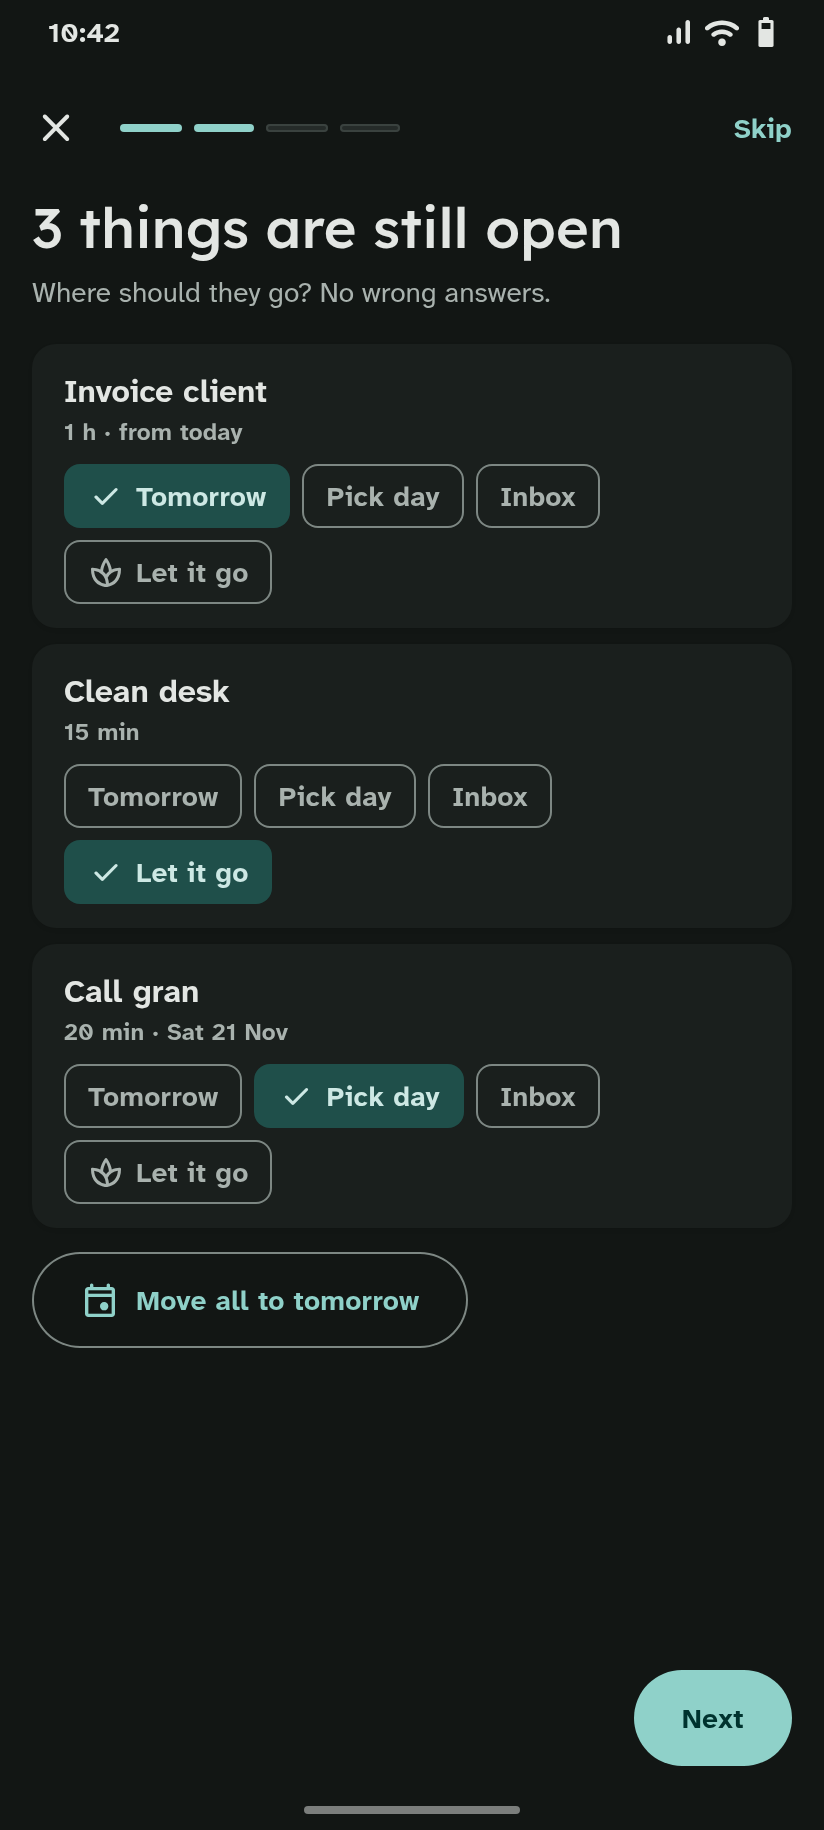 10:42
Skip
3 things are still open
Where should they go? No wrong answers.
Invoice client
1 h · from today
Tomorrow
Pick day
Inbox
Let it go
Clean desk
15 min
Tomorrow
Pick day
Inbox
Let it go
Call gran
20 min · Sat 21 Nov
Tomorrow
Pick day
Inbox
Let it go
Move all to tomorrow
Next